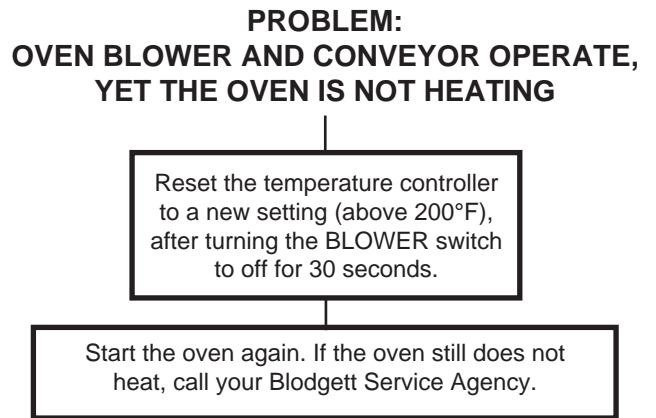 PROBLEM:
OVEN BLOWER AND CONVEYOR OPERATE,
YET THE OVEN IS NOT HEATING
Reset the temperature controller
to a new setting (above 200°F),
after turning the BLOWER switch
to off for 30 seconds.
Start the oven again. If the oven still does not
heat, call your Blodgett Service Agency.